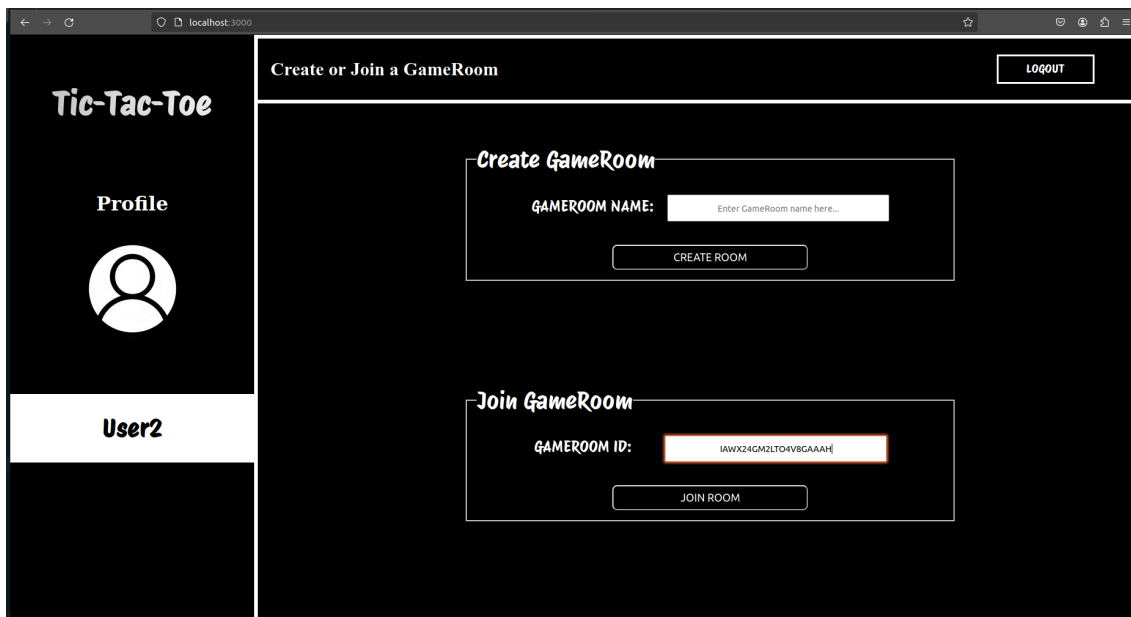 localhost:3000
Tic-Tac-Toe
Profile
User2
Create or Join a GameRoom
LOGOUT
Create GameRoom
GAMEROOM NAME:
Enter GameRoom name here...
CREATE ROOM
Join GameRoom
GAMEROOM ID:
IAWX24GM2LTO4V8GAAAH
JOIN ROOM